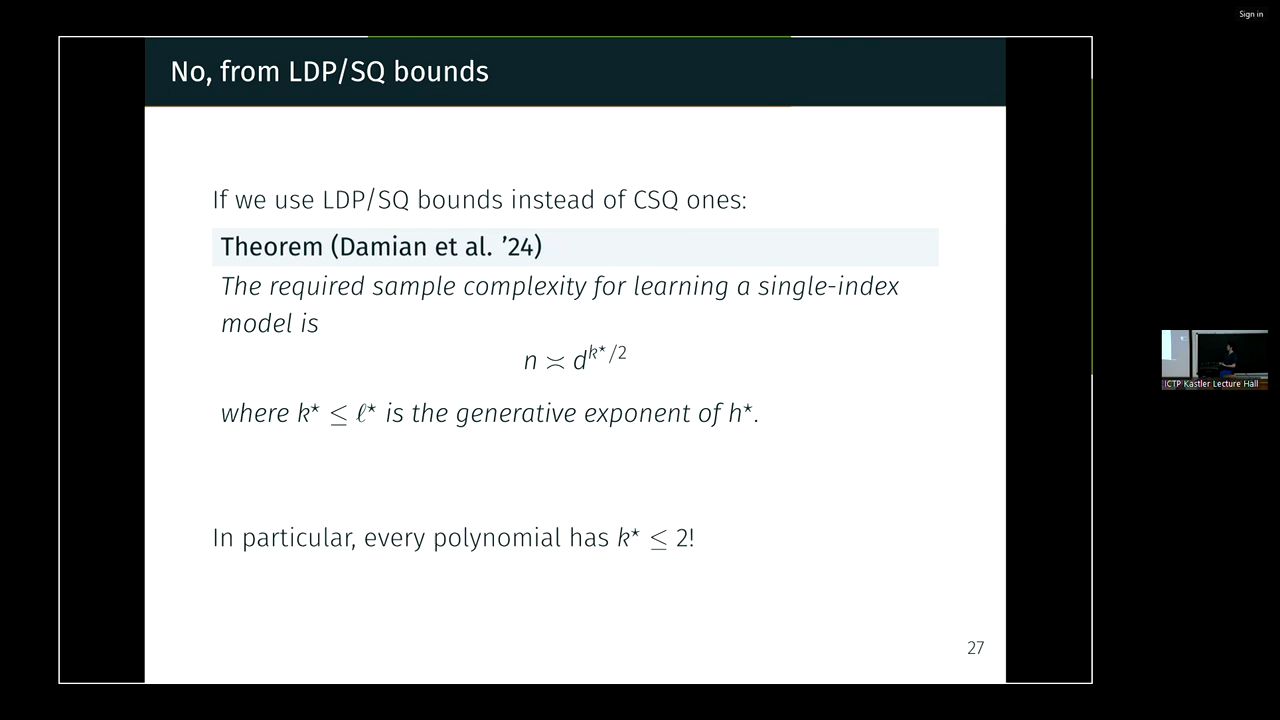 Sign in
No, from LDP/SQ bounds
If we use LDP/SQ bounds instead of CSQ ones:
Theorem (Damian et al. ’24)
The required sample complexity for learning a single-index
model is
n ≍ d^{k⋆/2}
where k⋆ ≤ ℓ⋆ is the generative exponent of h⋆.
In particular, every polynomial has k⋆ ≤ 2!
27
ICTP Kastler Lecture Hall